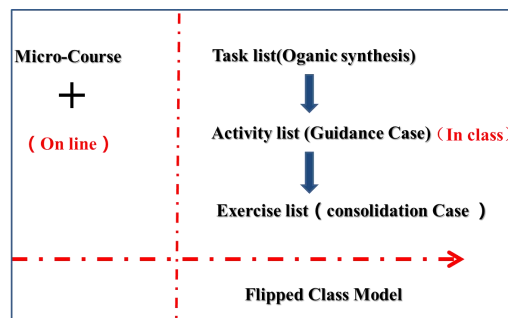 Micro-Course
+
( On line )
Task list(Oganic synthesis)
Activity list (Guidance Case) (In class)
Exercise list ( consolidation Case )
Flipped Class Model